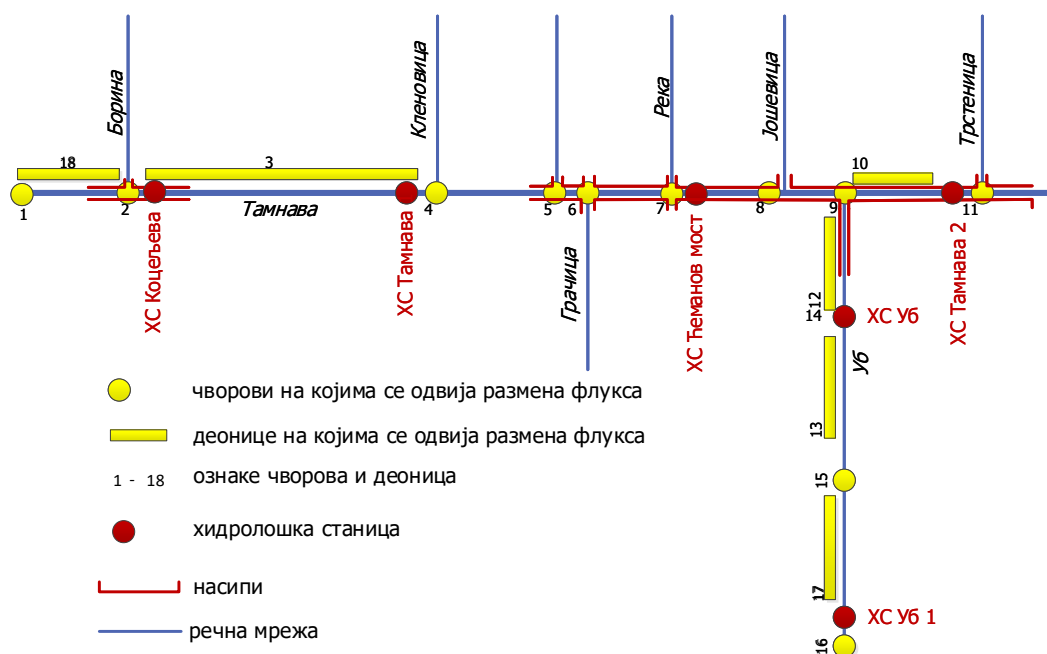 Борина
Кленовица
Река
Јошевица
Трстеница
18
3
10
1
2
Тамнава
4
5
6
7
8
9
11
ХС Коцељева
ХС Тамнава
Грачица
ХС Ћеманов мост
ХС Тамнава 2
12
14
ХС Уб
Уб
чворови на којима се одвија размена флукса
деонице на којима се одвија размена флукса
13
1 - 18 ознаке чворова и деоница
15
хидролошка станица
насипи
17
ХС Уб 1
речна мрежа
16